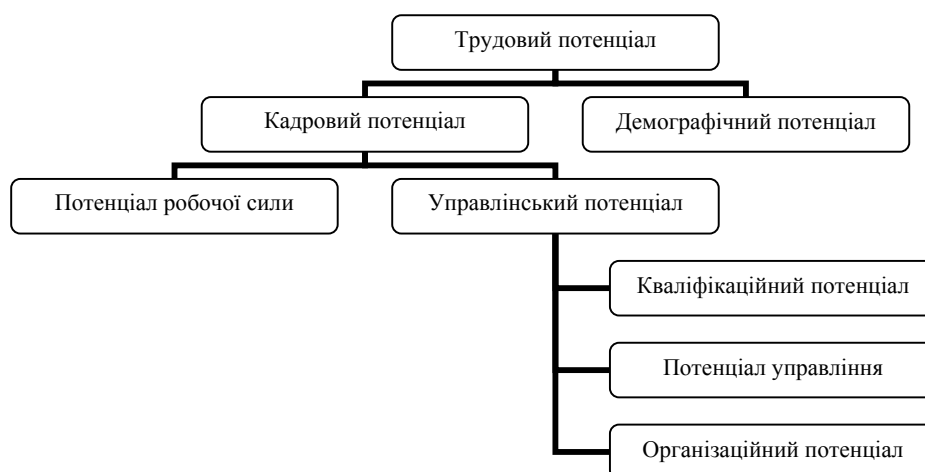 Трудовий потенціал
Кадровий потенціал
Демографічний потенціал
Потенціал робочої сили
Управлінський потенціал
Кваліфікаційний потенціал
Потенціал управління
Організаційний потенціал